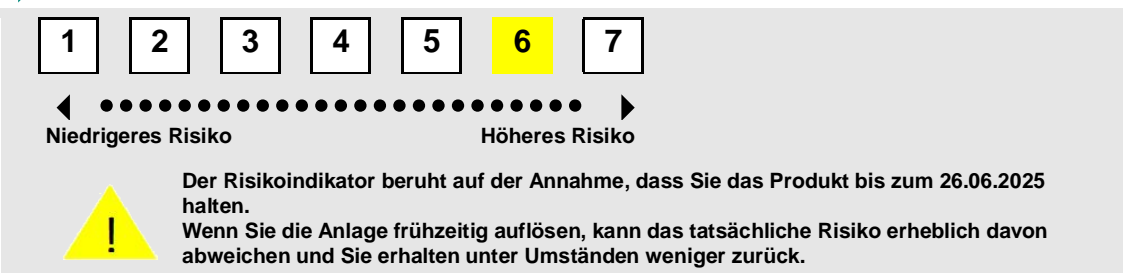 1 2 3 4 5 6 7
Niedrigeres Risiko Höheres Risiko
Der Risikoindikator beruht auf der Annahme, dass Sie das Produkt bis zum 26.06.2025
halten.
! Wenn Sie die Anlage frühzeitig auflösen, kann das tatsächliche Risiko erheblich davon
abweichen und Sie erhalten unter Umständen weniger zurück.